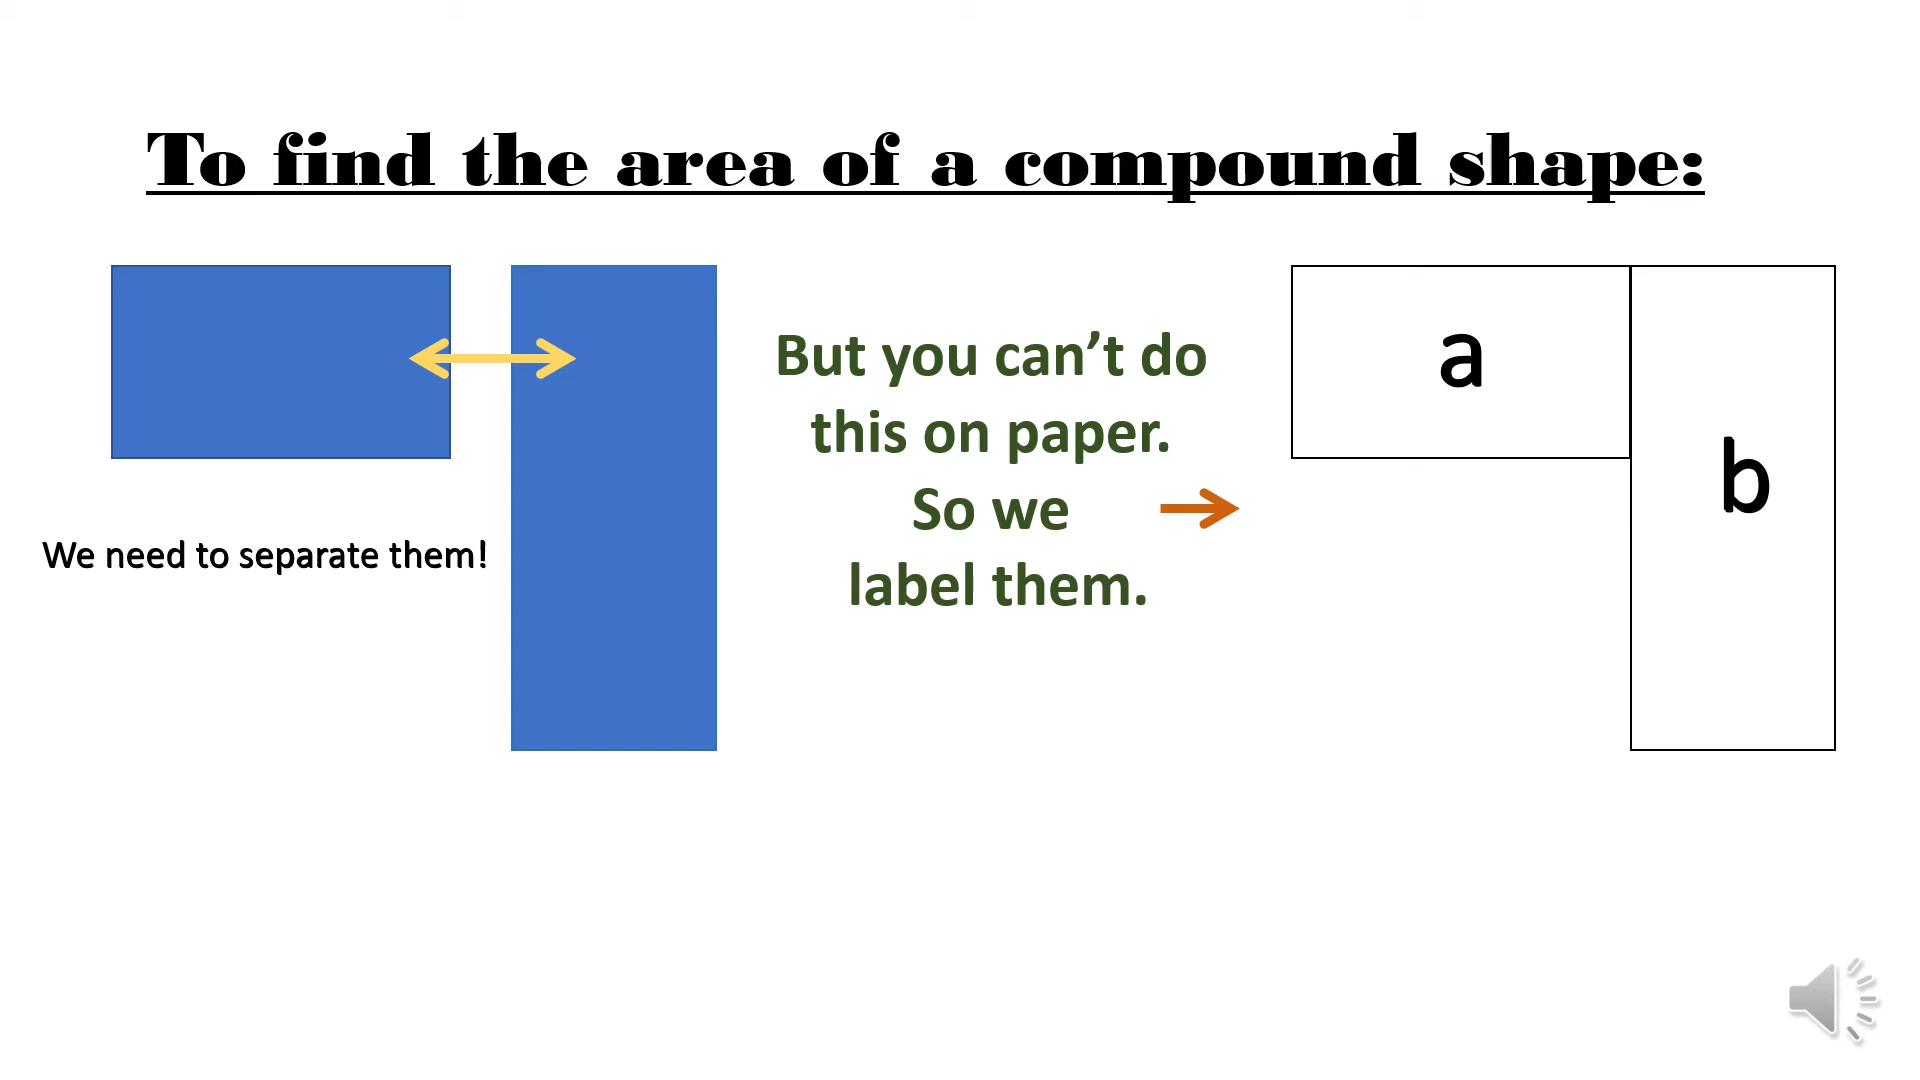 To find the area of a compound shape:
We need to separate them!
But you can’t do
this on paper.
So we
label them.
a
b